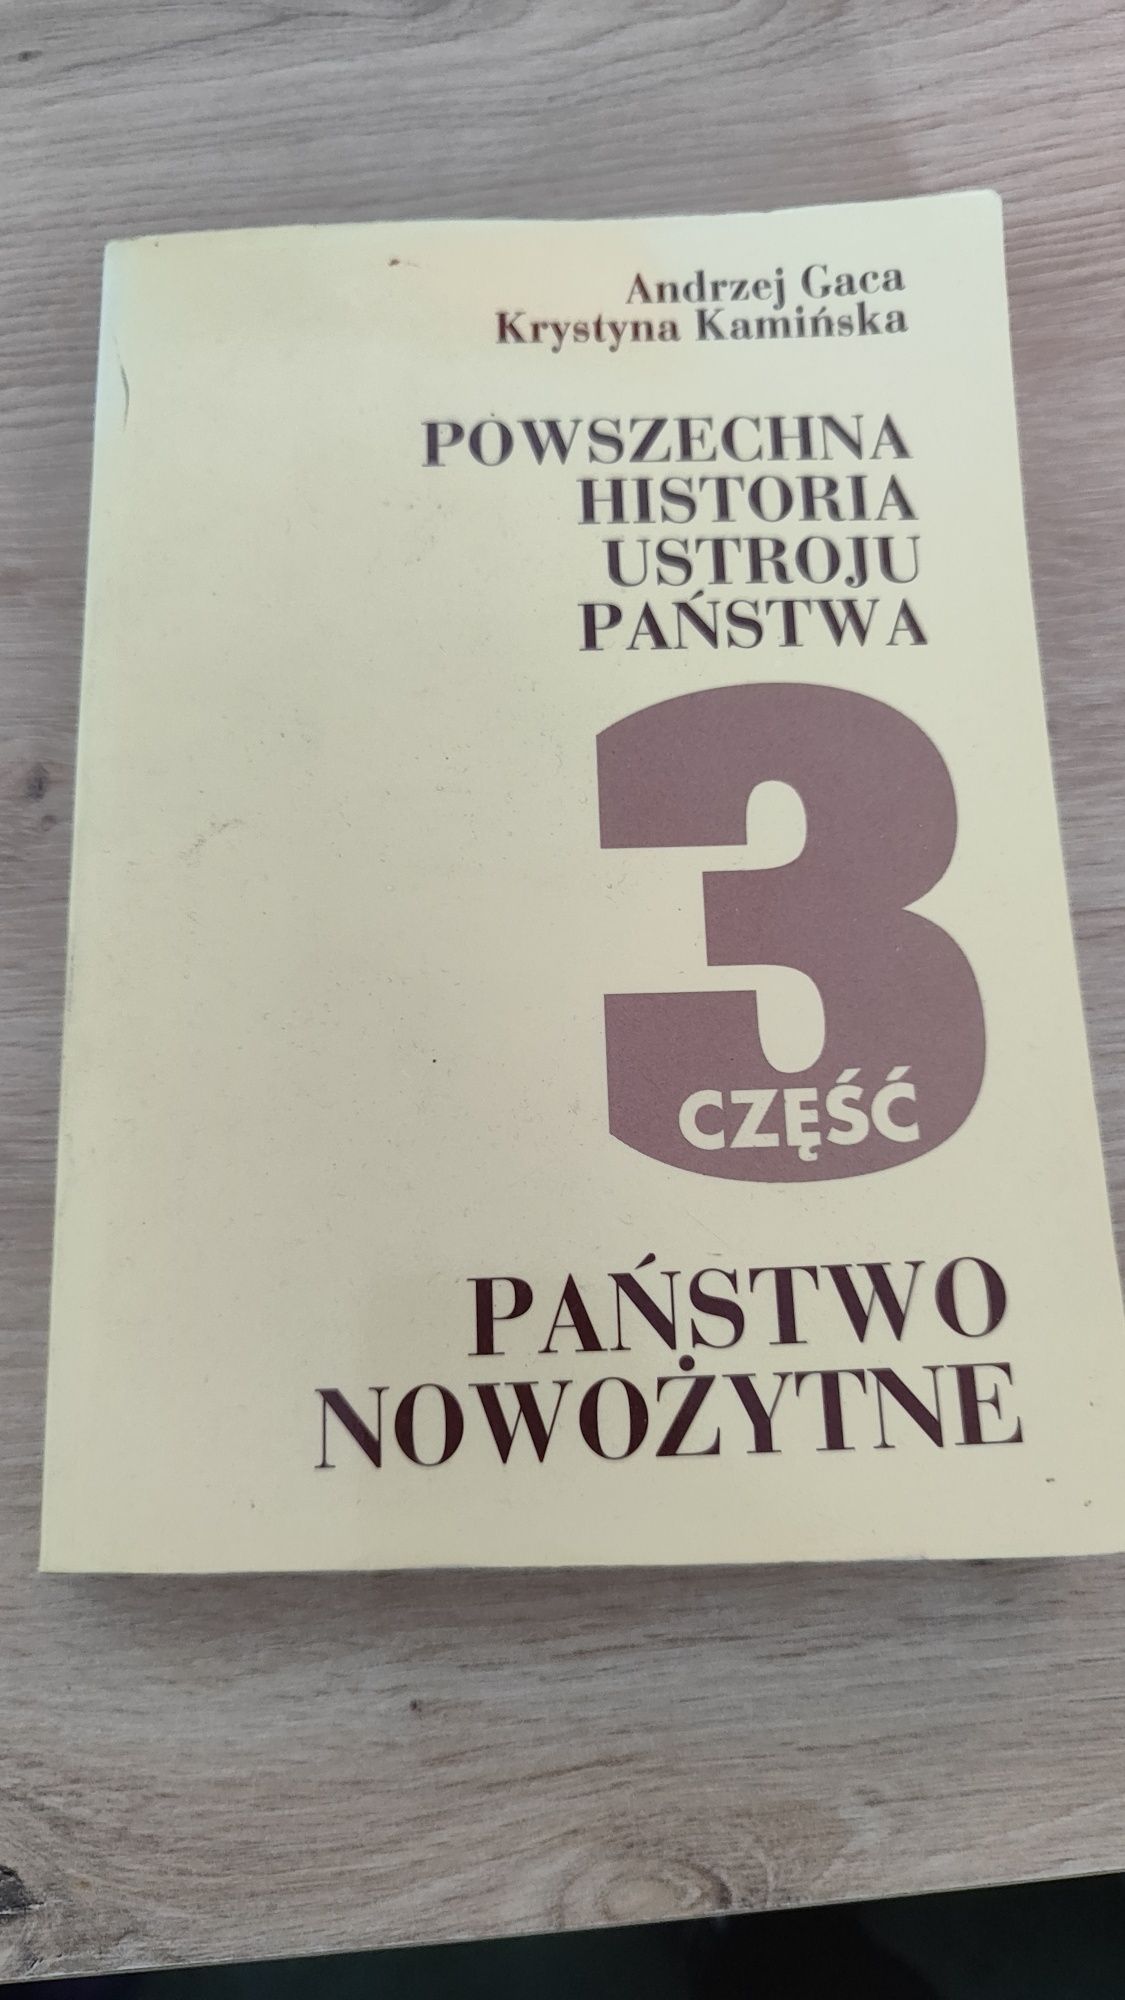 Andrzej Gaca
Krystyna Kamińska
POWSZECHNA
HISTORIA
USTROJU
PAŃSTWA
3
CZĘŚĆ
PAŃSTWO
NOWOŻYTNE